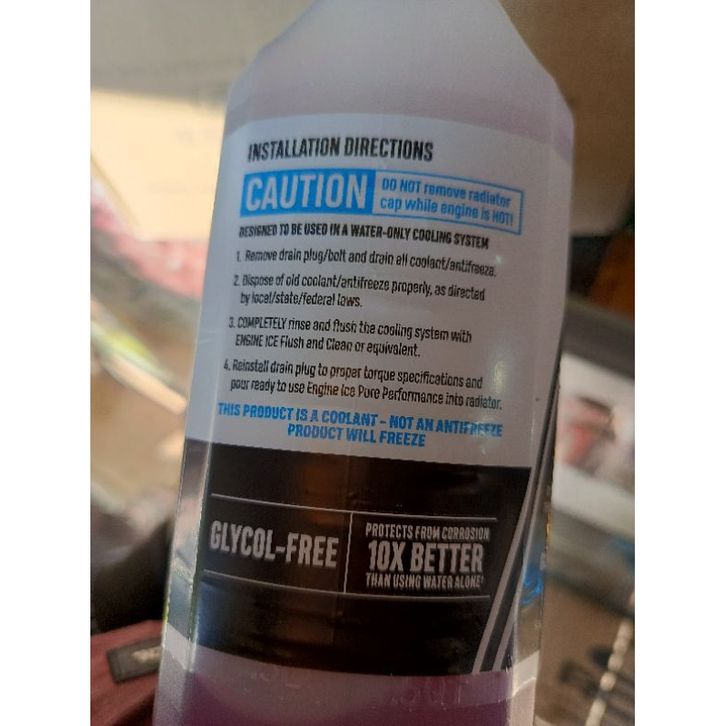 INSTALLATION DIRECTIONS
CAUTION
DO NOT remove radiator
cap while engine is HOT!
DESIGNED TO BE USED IN A WATER-ONLY COOLING SYSTEM
1. Remove drain plug/bolt and drain all coolant/antifreeze.
2. Dispose of old coolant/antifreeze properly, as directed
by local/state/federal laws.
3. COMPLETELY rinse and flush the cooling system with
ENGINE ICE Flush and Clean or equivalent.
4. Reinstall drain plug to proper torque specifications and
pour ready to use Engine Ice Pure Performance into radiator.
THIS PRODUCT IS A COOLANT - NOT AN ANTIFREEZE
PRODUCT WILL FREEZE
GLYCOL-FREE
PROTECTS FROM CORROSION
10X BETTER
THAN USING WATER ALONE